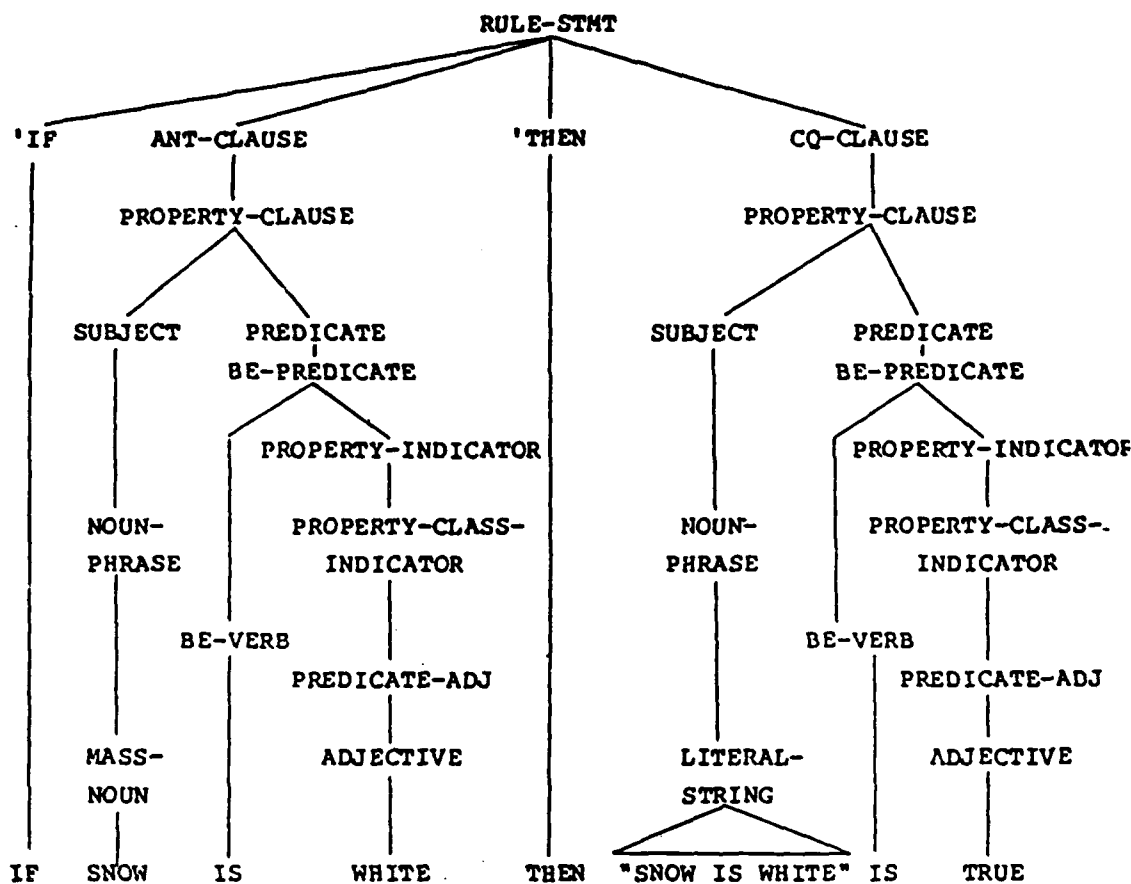 RULE-STMT
'IF ANT-CLAUSE 'THEN CQ-CLAUSE
PROPERTY-CLAUSE PROPERTY-CLAUSE
SUBJECT PREDICATE SUBJECT PREDICATE
BE-PREDICATE BE-PREDICATE
PROPERTY-INDICATOR PROPERTY-INDICATOR
NOUN- PROPERTY-CLASS- NOUN- PROPERTY-CLASS-
PHRASE INDICATOR PHRASE INDICATOR
BE-VERB BE-VERB
PREDICATE-ADJ PREDICATE-ADJ
MASS- ADJECTIVE LITERAL- ADJECTIVE
NOUN STRING
IF SNOW IS WHITE THEN "SNOW IS WHITE" IS TRUE